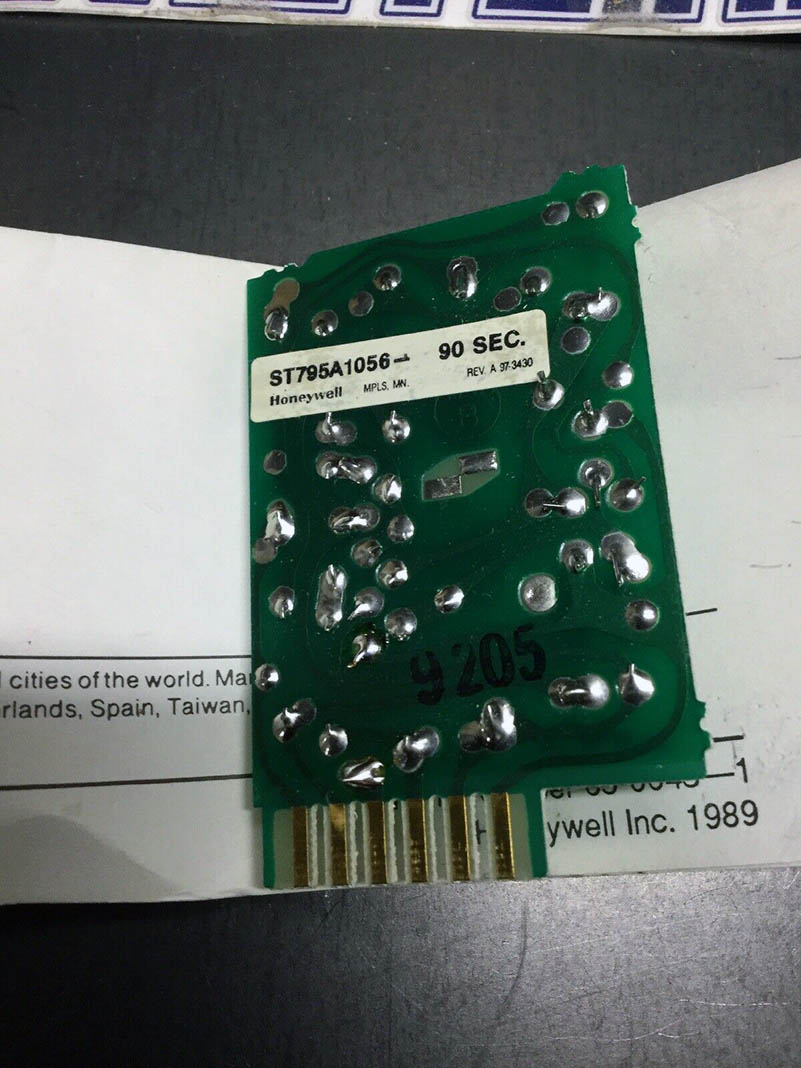 ST795A1056- 90 SEC.
Honeywell MPLS. MN. REV. A 97-3430
cities of the world.
rlands, Spain, Taiwan,
9205
—1
ywell Inc. 1989